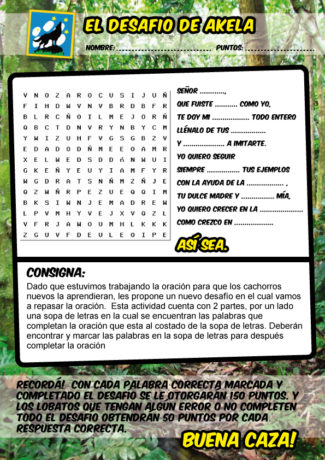 EL DESAFIO DE AKELA
NOMBRE: ........................ PUNTOS: ............
V N O Z A R O C U S I J U Ñ
F I H D W V N V B R D B F R
B L R C Ñ O I L M E J O R Ñ
Q B C T D N V R Y N B Y C M
Y W I Z U H F V G S G B Z V
E D A D O D Ñ M E E O A M R
X E L W E D S D D Á N W U I
G K E Ñ Y E U Y I A M F Y R
W G D R A T S N Ñ M Z Ñ J E
Q Z W Ñ R P E Z U E Q Q I M
D K S I W N J E M A D R E W
L P V M H Y V E J X V Q Z L
V F R J A W O U M H L K K K
Z G U V F D E U L E O I P E
SEÑOR ...........,
QUE FUISTE .......... COMO YO,
TE DOY MI ................ TODO ENTERO
LLÉNALO DE TUS ...............
Y .................. A IMITARTE.
YO QUIERO SEGUIR
SIEMPRE .............. TUS EJEMPLOS
CON LA AYUDA DE LA ................ ,
TU DULCE MADRE Y .............. MÍA,
YO QUIERO CRECER EN LA ..................
COMO CREZCO EN ..................
ASÍ SEA.
CONSIGNA:
Dado que estuvimos trabajando la oración para que los cachorros
nuevos la aprendieran, les propone un nuevo desafío en el cual vamos
a repasar la oración. Esta actividad cuenta con 2 partes, por un lado
una sopa de letras en la cual se encuentran las palabras que
completan la oración que esta al costado de la sopa de letras. Deberán
encontrar y marcar las palabras en la sopa de letras para después
completar la oración
RECORDÁ! CON CADA PALABRA CORRECTA MARCADA Y
COMPLETADO EL DESAFIO SE LE OTORGARAN 150 PUNTOS. Y
LOS LOBATOS QUE TENGAN ALGUN ERROR O NO COMPLETEN
TODO EL DESAFIO OBTENDRAN 50 PUNTOS POR CADA
RESPUESTA CORRECTA.
BUENA CAZA!